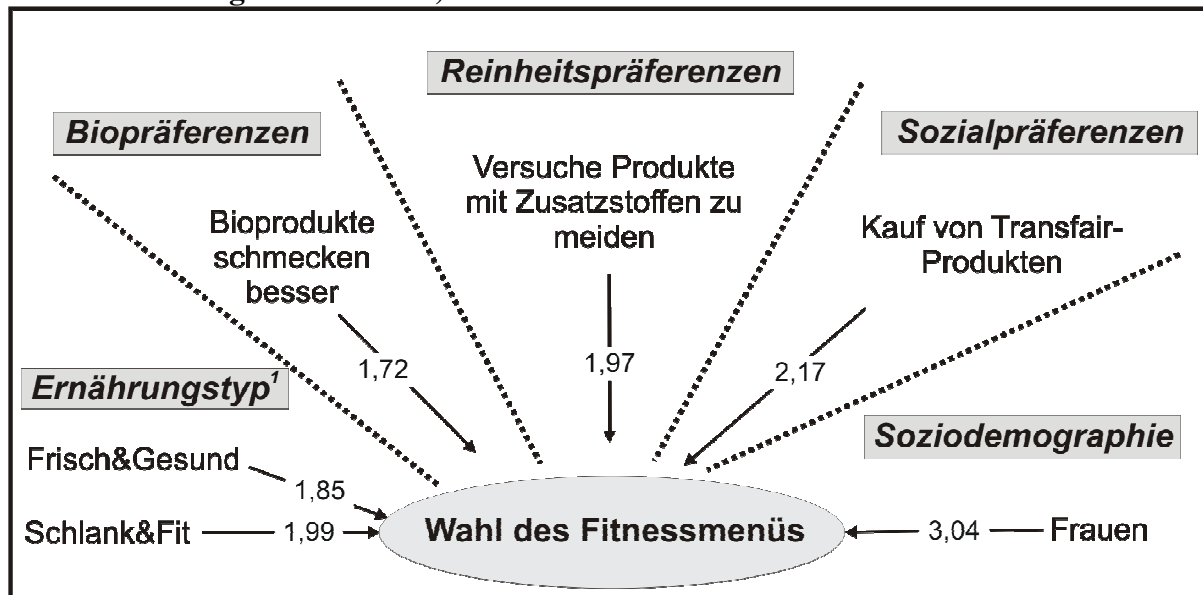 Reinheitspräferenzen
Biopräferenzen
Sozialpräferenzen
Versuche Produkte
mit Zusatzstoffen zu
meiden
Bioprodukte
schmecken
besser
Kauf von Transfair-
Produkten
1,72
1,97
2,17
Ernährungstyp1
Soziodemographie
Frisch&Gesund
1,85
Schlank&Fit
1,99
Wahl des Fitnessmenüs
3,04
Frauen